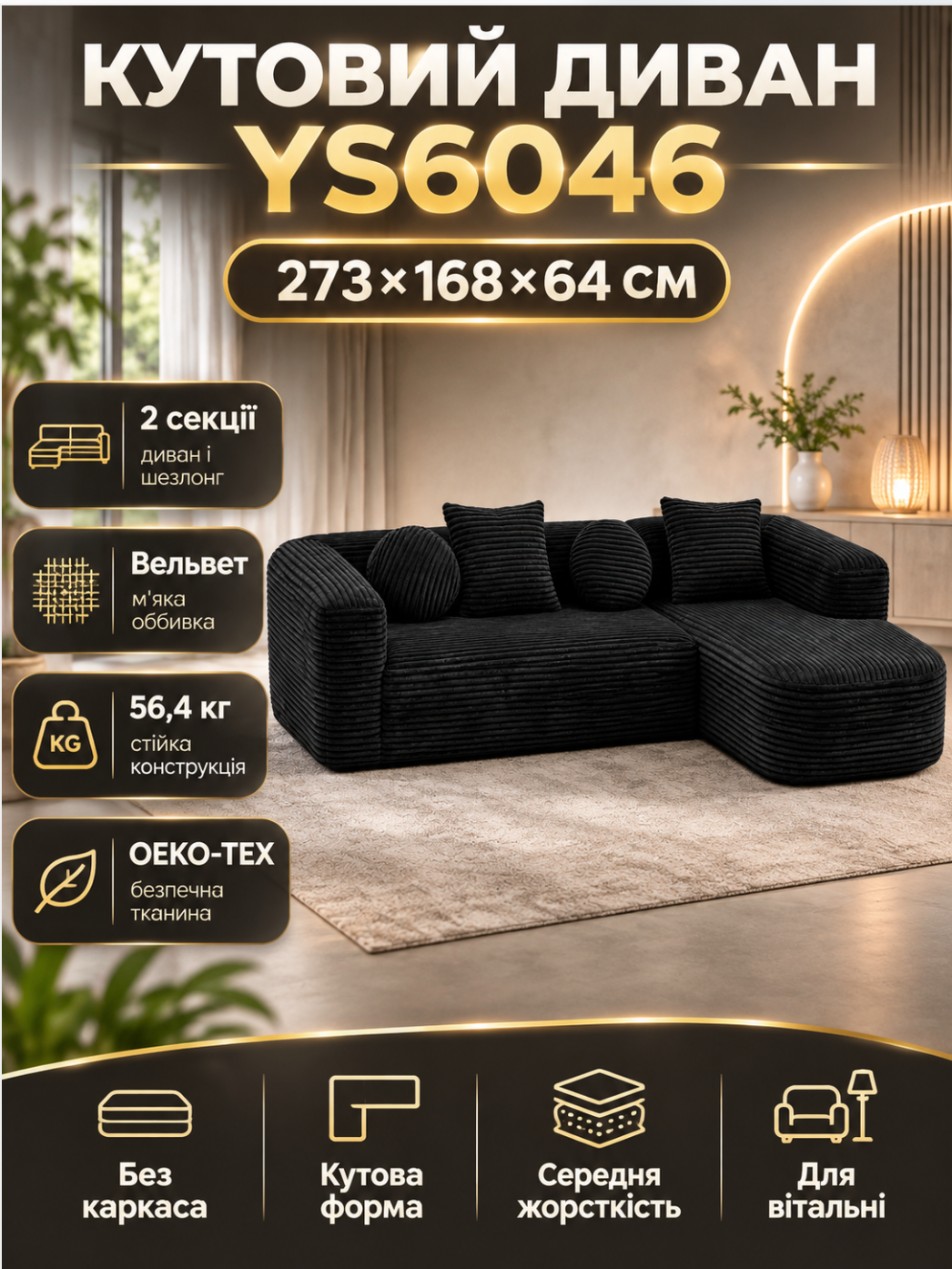 КУТОВИЙ ДИВАН
YS6046
273×168×64 СМ
2 секції
диван і
шезлонг
Вельвет
м'яка
оббивка
KG
56,4 кг
стійка
конструкція
OEKO-TEX
безпечна
тканина
Без
каркаса
Кутова
форма
Середня
жорсткість
Для
вітальні